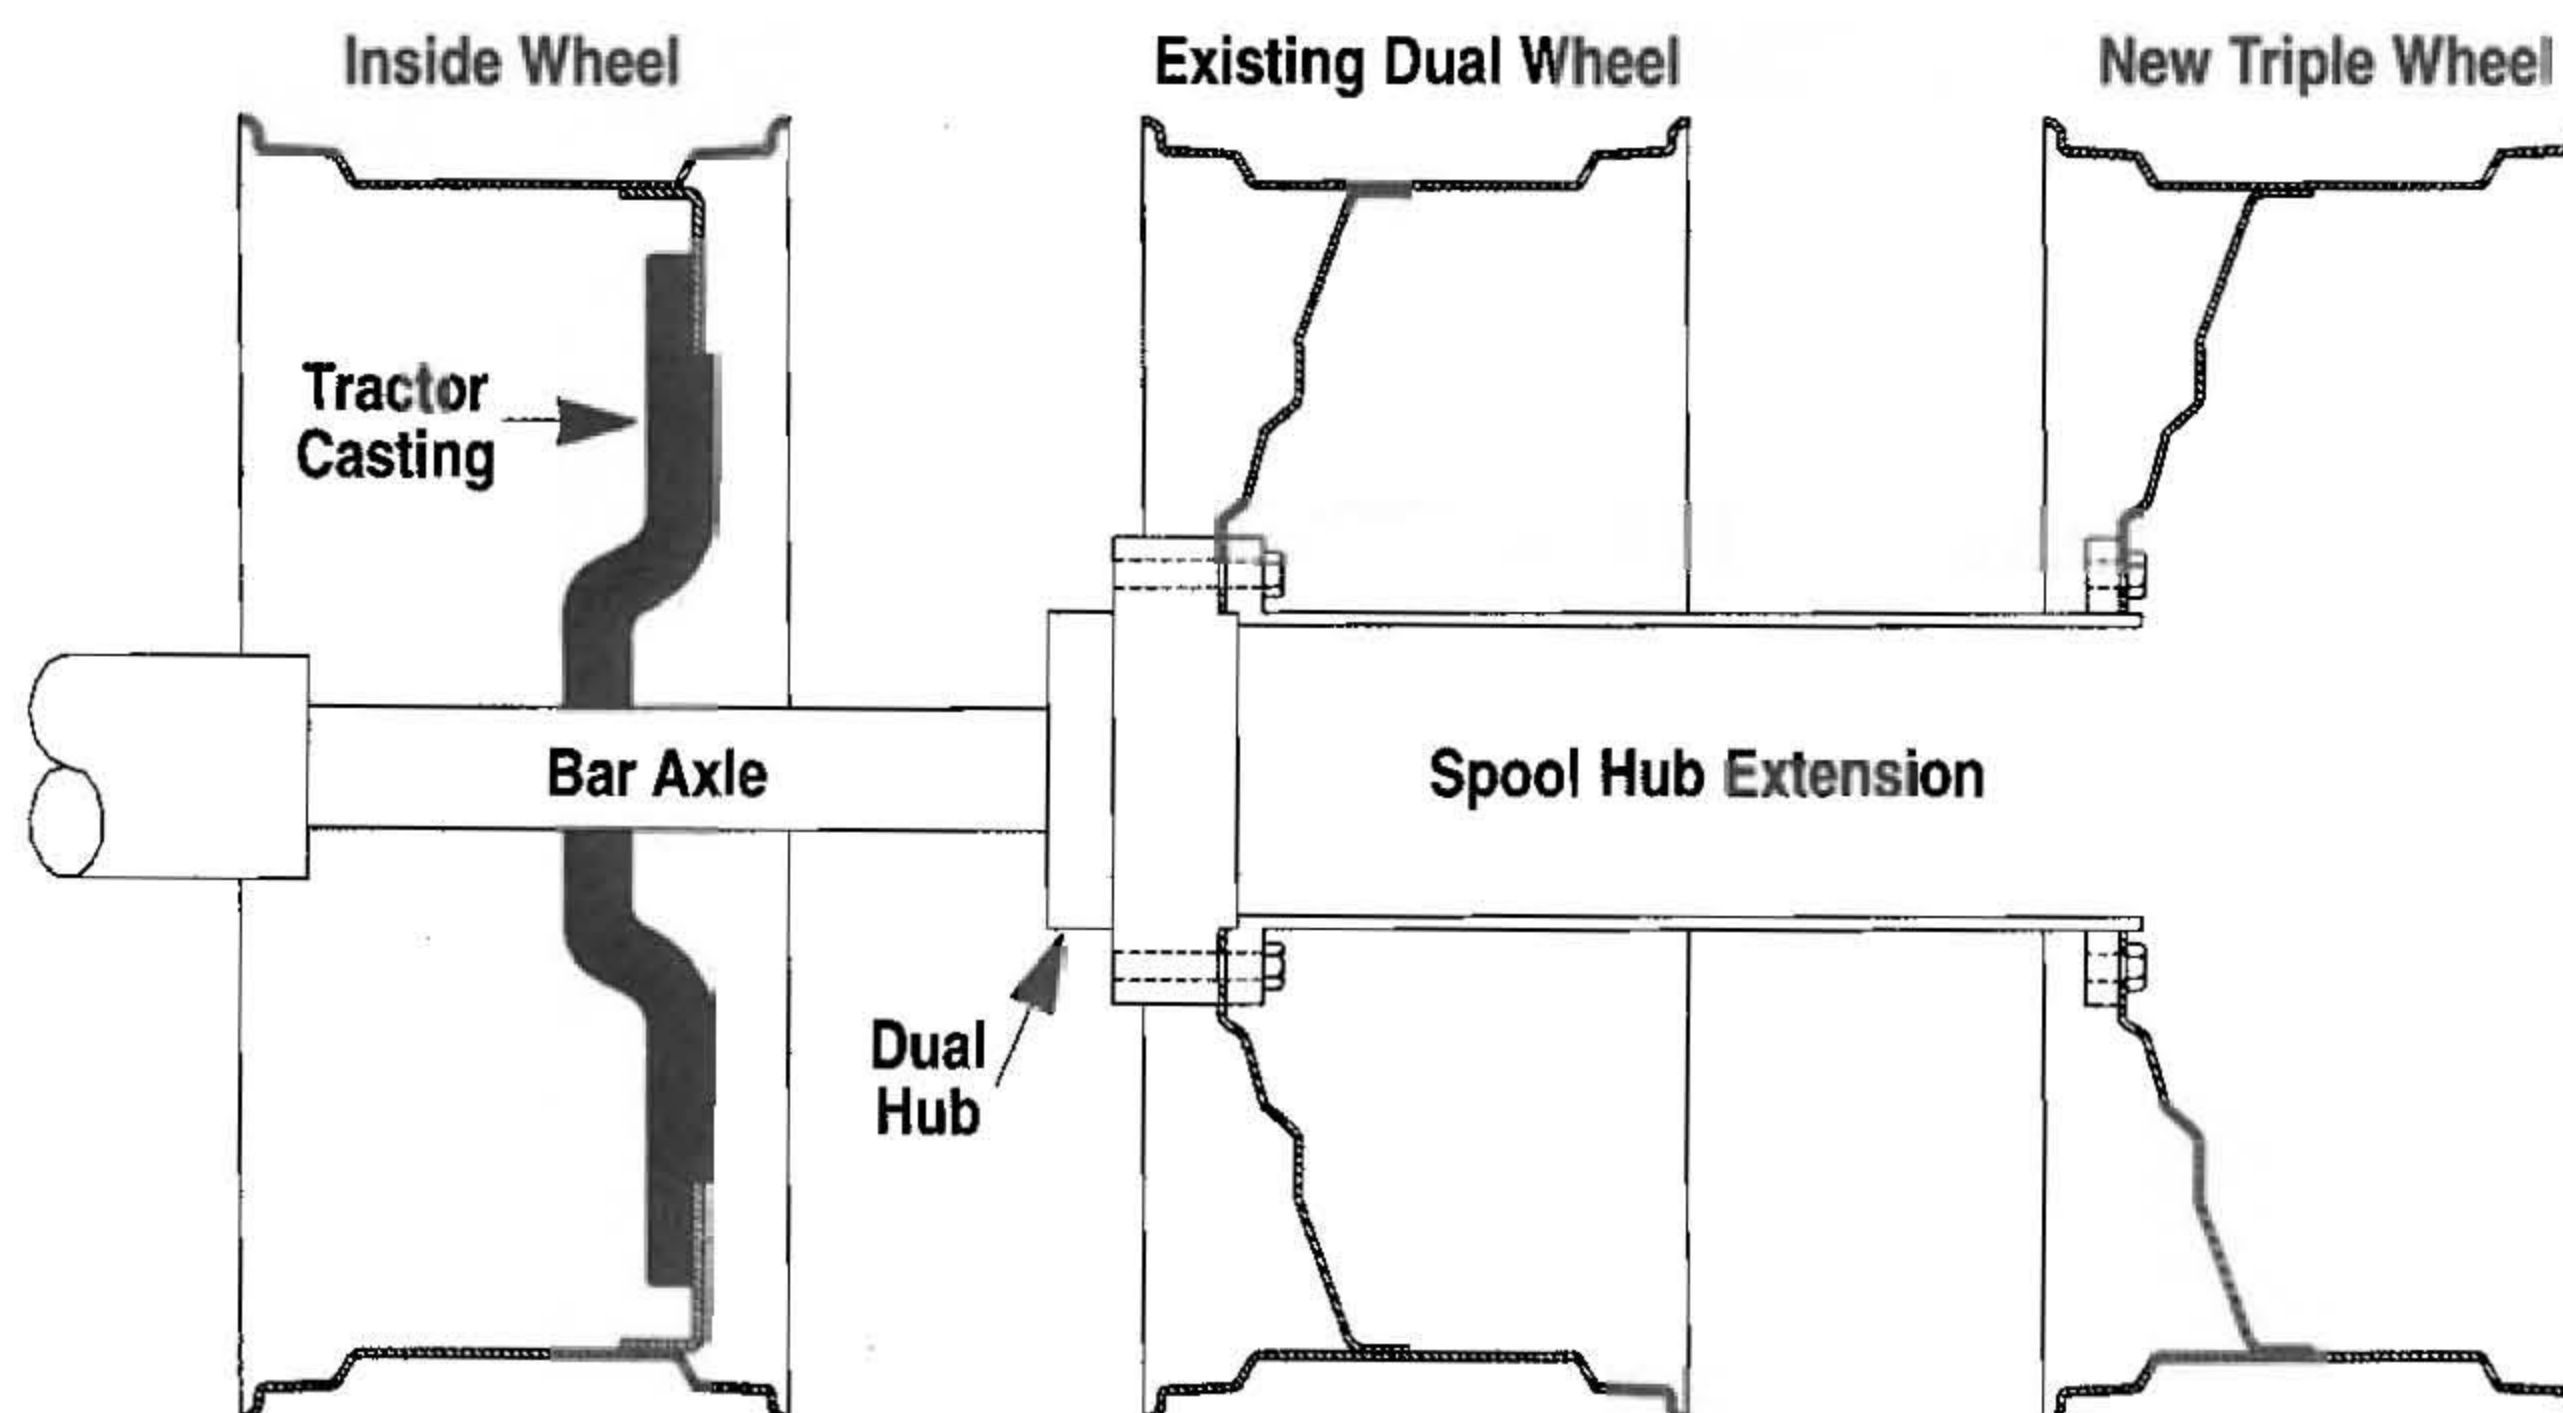 Inside Wheel
Existing Dual Wheel
New Triple Wheel
Tractor
Casting
Bar Axle
Spool Hub Extension
Dual
Hub